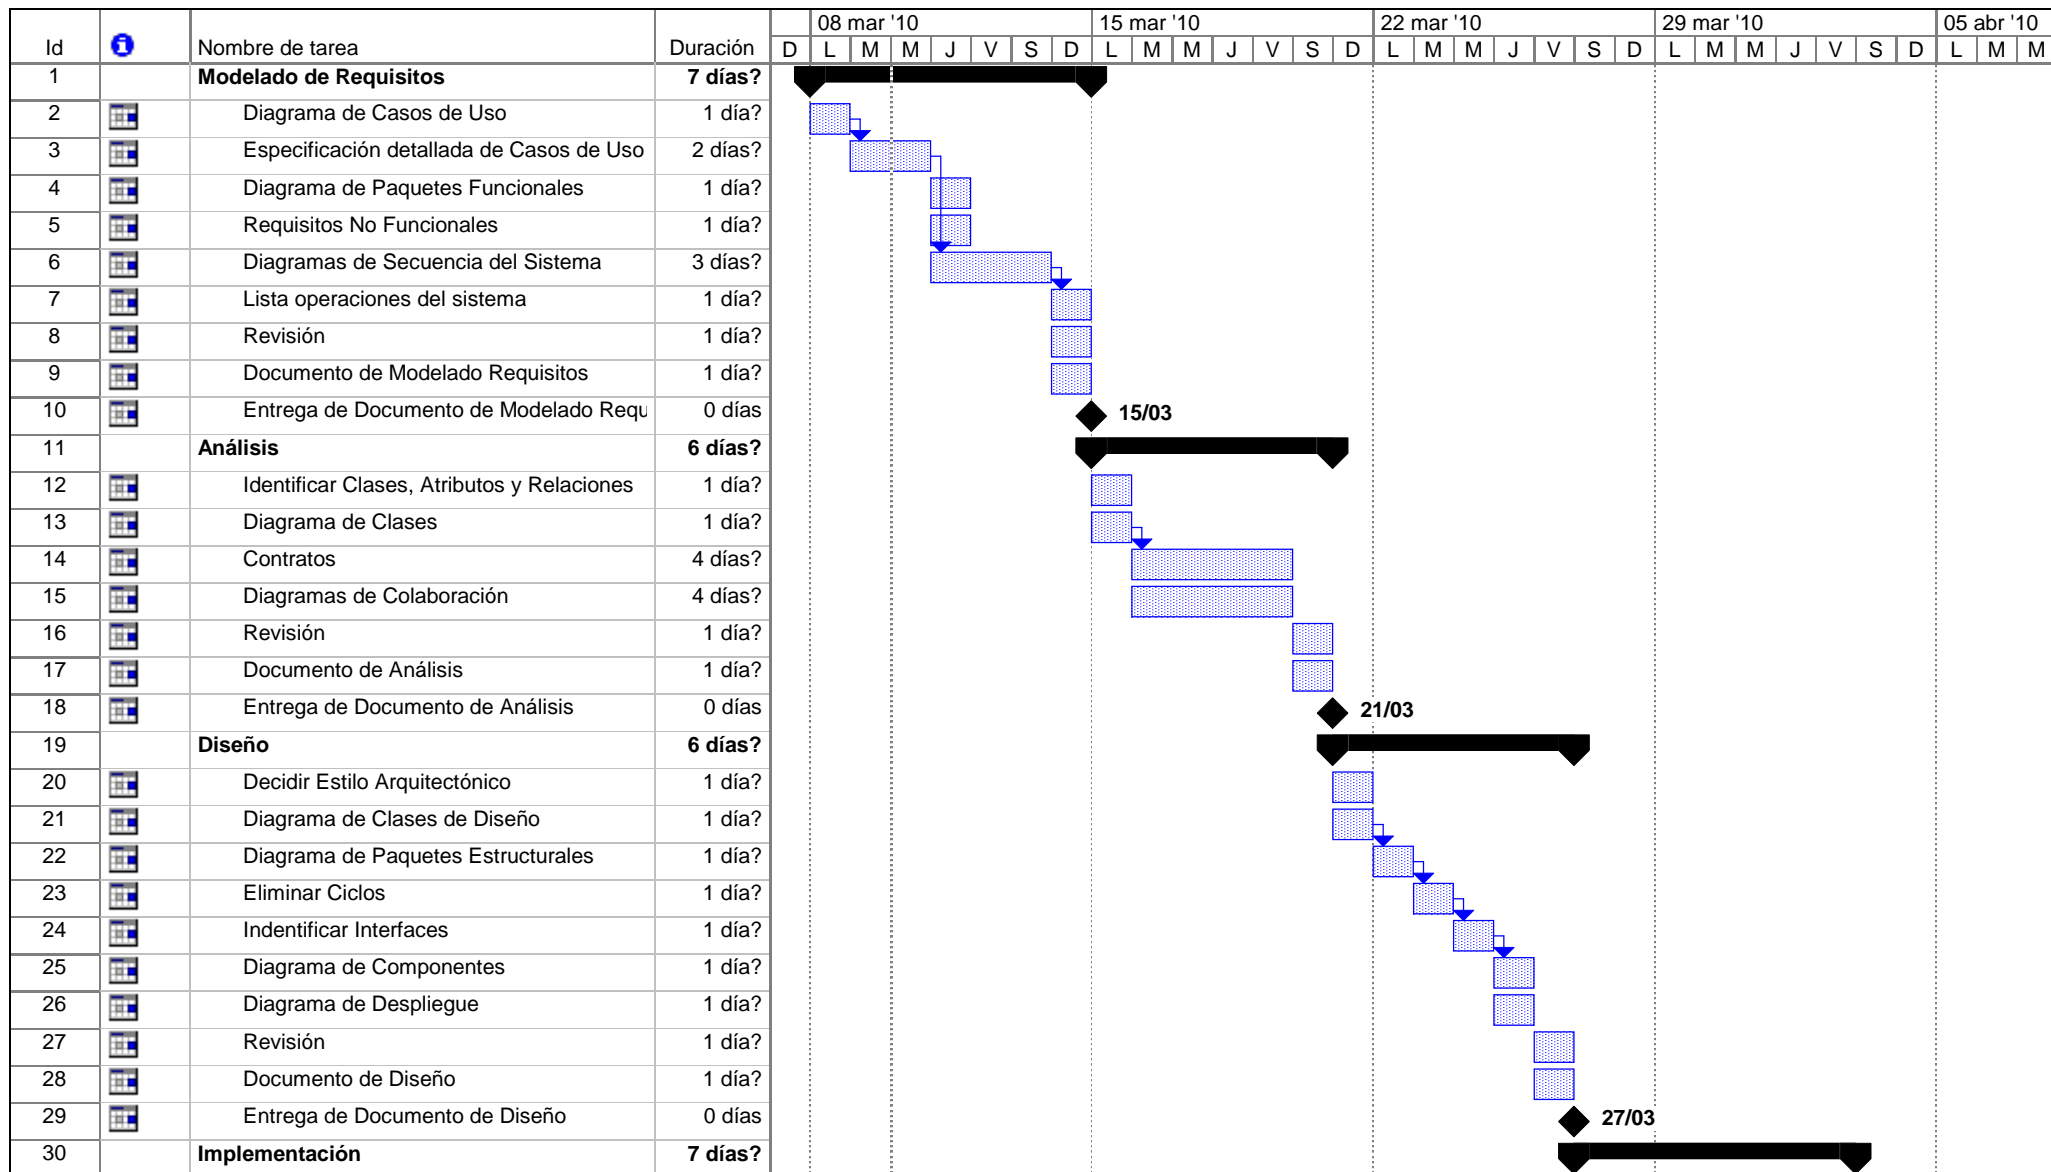 08 mar '10 15 mar '10 22 mar '10 29 mar '10 05 abr '10
Id Nombre de tarea Duración D L M M J V S D L M M J V S D L M M J V S D L M M J V S D L M M
1 Modelado de Requisitos 7 días?
2 Diagrama de Casos de Uso 1 día?
3 Especificación detallada de Casos de Uso 2 días?
4 Diagrama de Paquetes Funcionales 1 día?
5 Requisitos No Funcionales 1 día?
6 Diagramas de Secuencia del Sistema 3 días?
7 Lista operaciones del sistema 1 día?
8 Revisión 1 día?
9 Documento de Modelado Requisitos 1 día?
10 Entrega de Documento de Modelado Requ 0 días 15/03
11 Análisis 6 días?
12 Identificar Clases, Atributos y Relaciones 1 día?
13 Diagrama de Clases 1 día?
14 Contratos 4 días?
15 Diagramas de Colaboración 4 días?
16 Revisión 1 día?
17 Documento de Análisis 1 día?
18 Entrega de Documento de Análisis 0 días 21/03
19 Diseño 6 días?
20 Decidir Estilo Arquitectónico 1 día?
21 Diagrama de Clases de Diseño 1 día?
22 Diagrama de Paquetes Estructurales 1 día?
23 Eliminar Ciclos 1 día?
24 Indentificar Interfaces 1 día?
25 Diagrama de Componentes 1 día?
26 Diagrama de Despliegue 1 día?
27 Revisión 1 día?
28 Documento de Diseño 1 día?
29 Entrega de Documento de Diseño 0 días 27/03
30 Implementación 7 días?